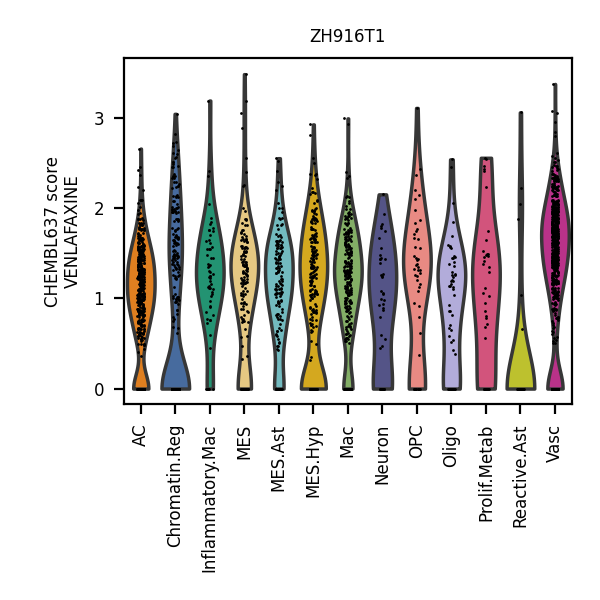 ZH916T1
CHEMBL637 score
VENLAFAXINE
3
2
1
0
AC
Chromatin.Reg
Inflammatory.Mac
MES
MES.Ast
MES.Hyp
Mac
Neuron
OPC
Oligo
Prolif.Metab
Reactive.Ast
Vasc